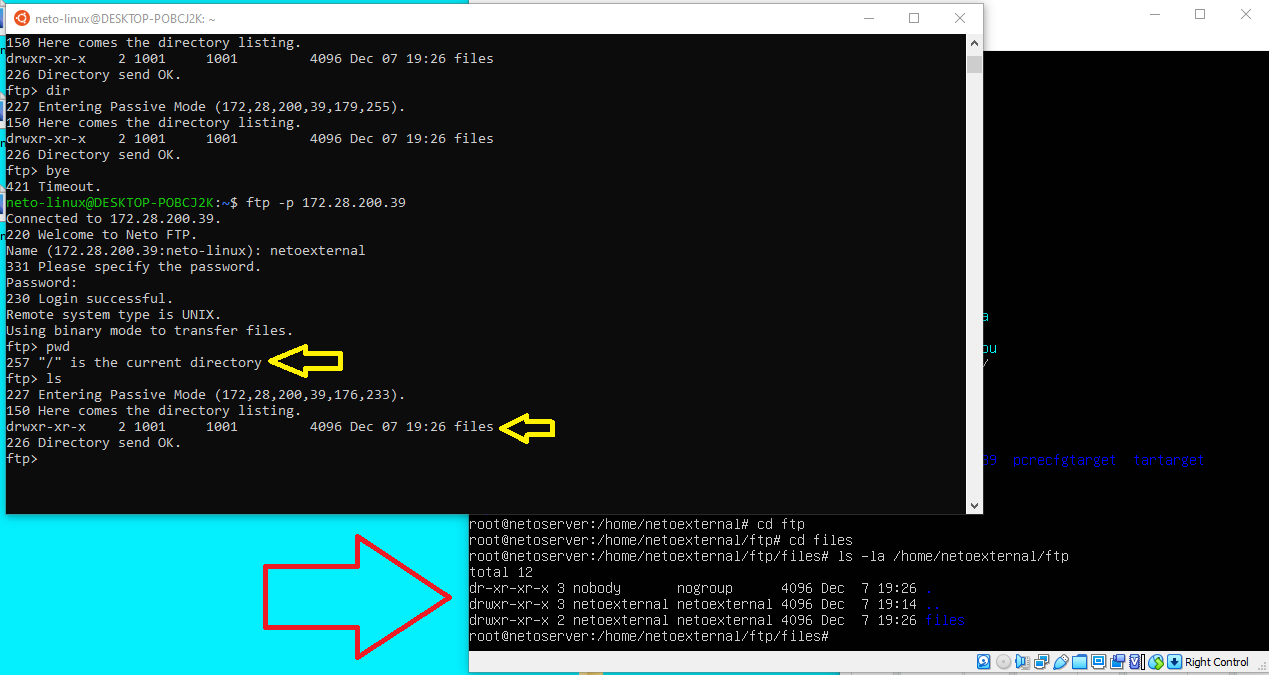 neto-linux@DESKTOP-POBCJ2K: ~
150 Here comes the directory listing.
drwxr-xr-x    2 1001     1001         4096 Dec 07 19:26 files
226 Directory send OK.
ftp> dir
227 Entering Passive Mode (172,28,200,39,179,255).
150 Here comes the directory listing.
drwxr-xr-x    2 1001     1001         4096 Dec 07 19:26 files
226 Directory send OK.
ftp> bye
421 Timeout.
neto-linux@DESKTOP-POBCJ2K:~$ ftp -p 172.28.200.39
Connected to 172.28.200.39.
220 Welcome to Neto FTP.
Name (172.28.200.39:neto-linux): netoexternal
331 Please specify the password.
Password:
230 Login successful.
Remote system type is UNIX.
Using binary mode to transfer files.
ftp> pwd
257 "/" is the current directory
ftp> ls
227 Entering Passive Mode (172,28,200,39,176,233).
150 Here comes the directory listing.
drwxr-xr-x    2 1001     1001         4096 Dec 07 19:26 files
226 Directory send OK.
ftp>
pcrecfgtarget  tartarget
root@netoserver:/home/netoexternal# cd ftp
root@netoserver:/home/netoexternal/ftp# cd files
root@netoserver:/home/netoexternal/ftp/files# ls -la /home/netoexternal/ftp
total 12
dr-xr-xr-x 3 nobody       nogroup      4096 Dec  7 19:26 .
drwxr-xr-x 3 netoexternal netoexternal 4096 Dec  7 19:14 ..
drwxr-xr-x 2 netoexternal netoexternal 4096 Dec  7 19:26 files
root@netoserver:/home/netoexternal/ftp/files#
Right Control